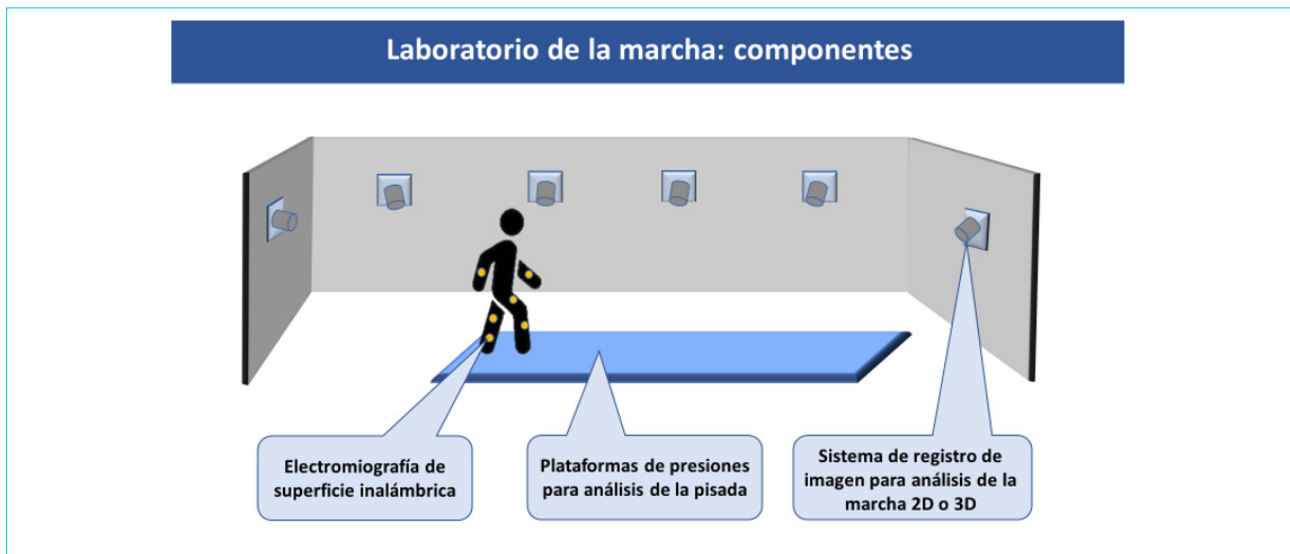 Laboratorio de la marcha: componentes
Electromiografía de
superficie inalámbrica
Plataformas de presiones
para análisis de la pisada
Sistema de registro de
imagen para análisis de la
marcha 2D o 3D